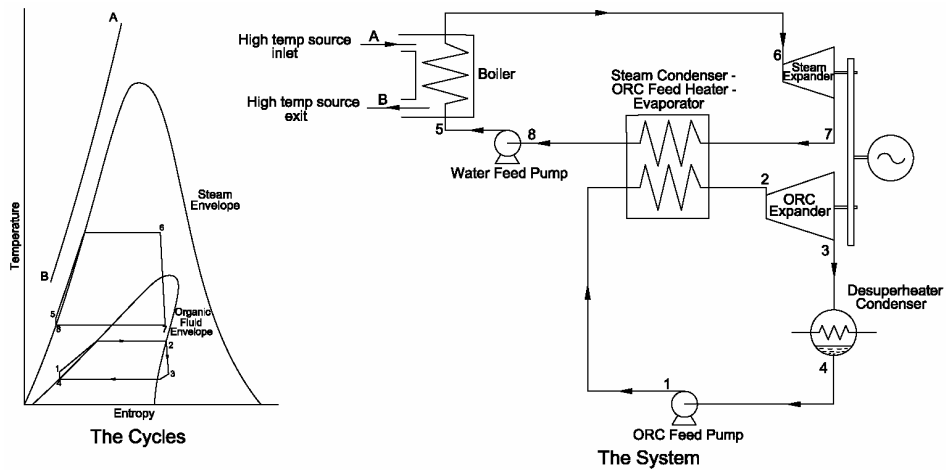 A
B
Temperature
Steam
Envelope
6
5
8
7
Organic
Fluid
Envelope
2
1
3
4
Entropy
The Cycles
High temp source
inlet
A
High temp source
exit
B
Boiler
5
8
Water Feed Pump
Steam Condenser -
ORC Feed Heater -
Evaporator
6
Steam
Expander
7
2
ORC
Expander
3
Desuperheater
Condenser
4
1
ORC Feed Pump
The System